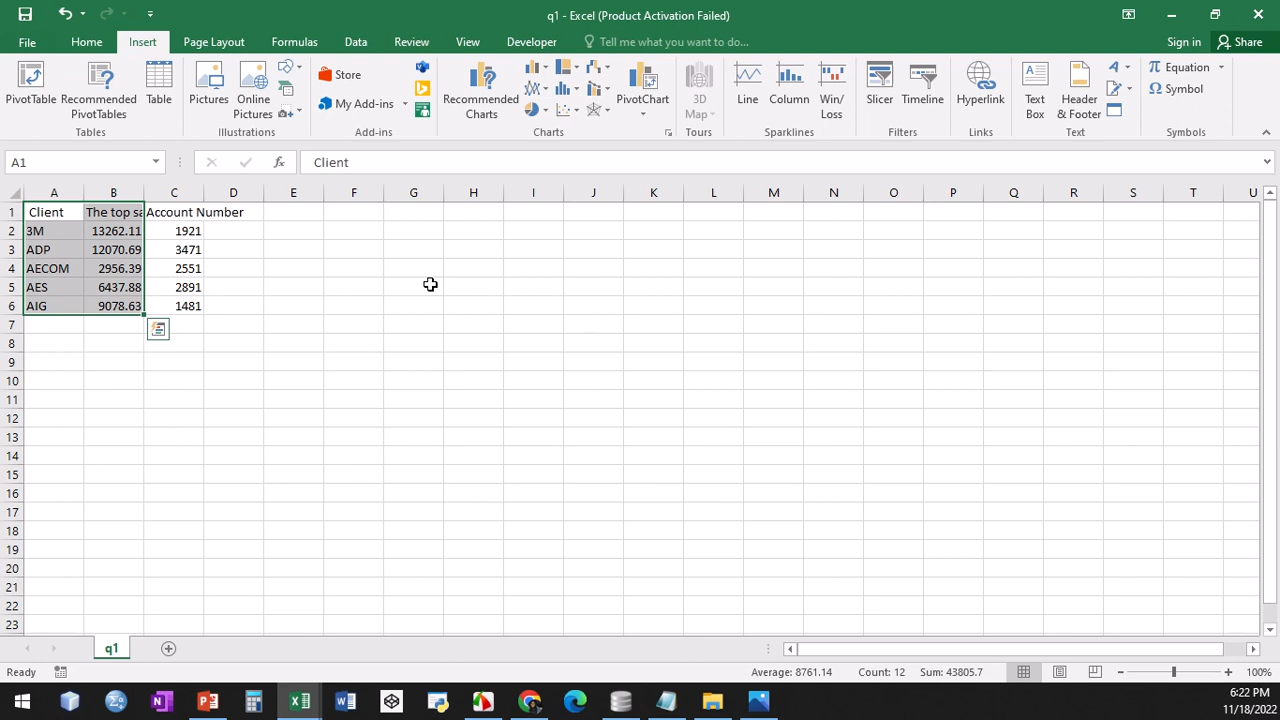 q1 - Excel (Product Activation Failed)
File Home Insert Page Layout Formulas Data Review View Developer Tell me what you want to do... Sign in Share
PivotTable Recommended PivotTables Table
Tables
Pictures Online Pictures
Illustrations
Store
My Add-ins
Add-ins
Recommended Charts PivotChart
Charts
3D Map
Tours
Line Column Win/Loss
Sparklines
Slicer Timeline
Filters
Hyperlink
Links
Text Box Header & Footer
Text
Equation
Symbol
Symbols
A1 fx Client
A B C D E F G H I J K L M N O P Q R S T U
1 Client The top sa Account Number
2 3M 13262.11 1921
3 ADP 12070.69 3471
4 AECOM 2956.39 2551
5 AES 6437.88 2891
6 AIG 9078.63 1481
7
8
9
10
11
12
13
14
15
16
17
18
19
20
21
22
23
q1
Ready Average: 8761.14 Count: 12 Sum: 43805.7 100%
6:22 PM
11/18/2022